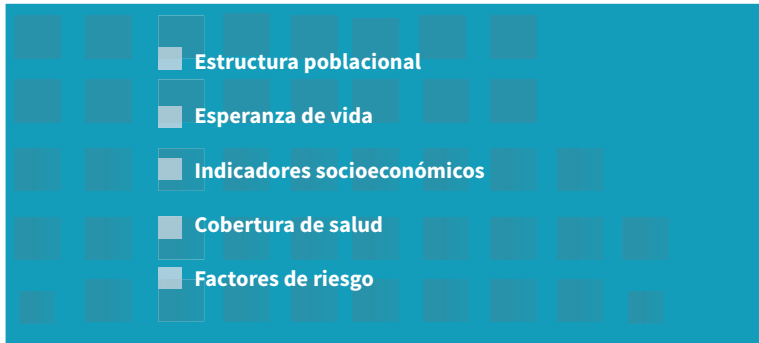 Estructura poblacional
Esperanza de vida
Indicadores socioeconómicos
Cobertura de salud
Factores de riesgo